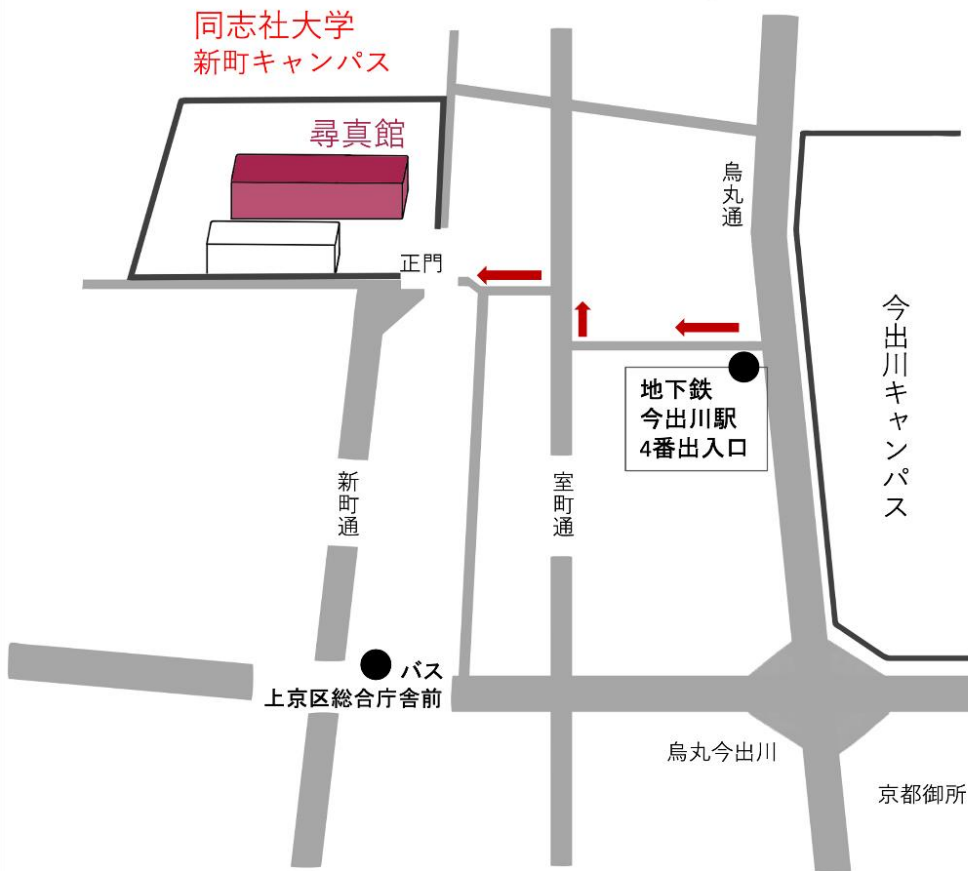 同志社大学
新町キャンパス
尋真館
烏丸通
正門
今出川キャンパス
地下鉄
今出川駅
4番出入口
新町通
室町通
バス
上京区総合庁舎前
烏丸今出川
京都御所